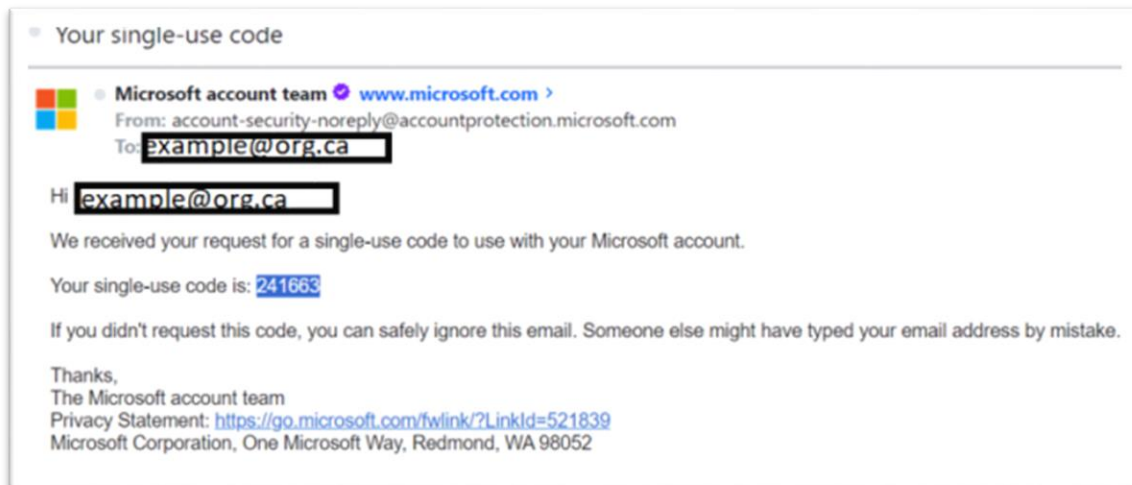 Your single-use code
Microsoft account team www.microsoft.com >
From: account-security-noreply@accountprotection.microsoft.com
To: example@org.ca
Hi example@org.ca
We received your request for a single-use code to use with your Microsoft account.
Your single-use code is: 241663
If you didn't request this code, you can safely ignore this email. Someone else might have typed your email address by mistake.
Thanks,
The Microsoft account team
Privacy Statement: https://go.microsoft.com/fwlink/?LinkId=521839
Microsoft Corporation, One Microsoft Way, Redmond, WA 98052